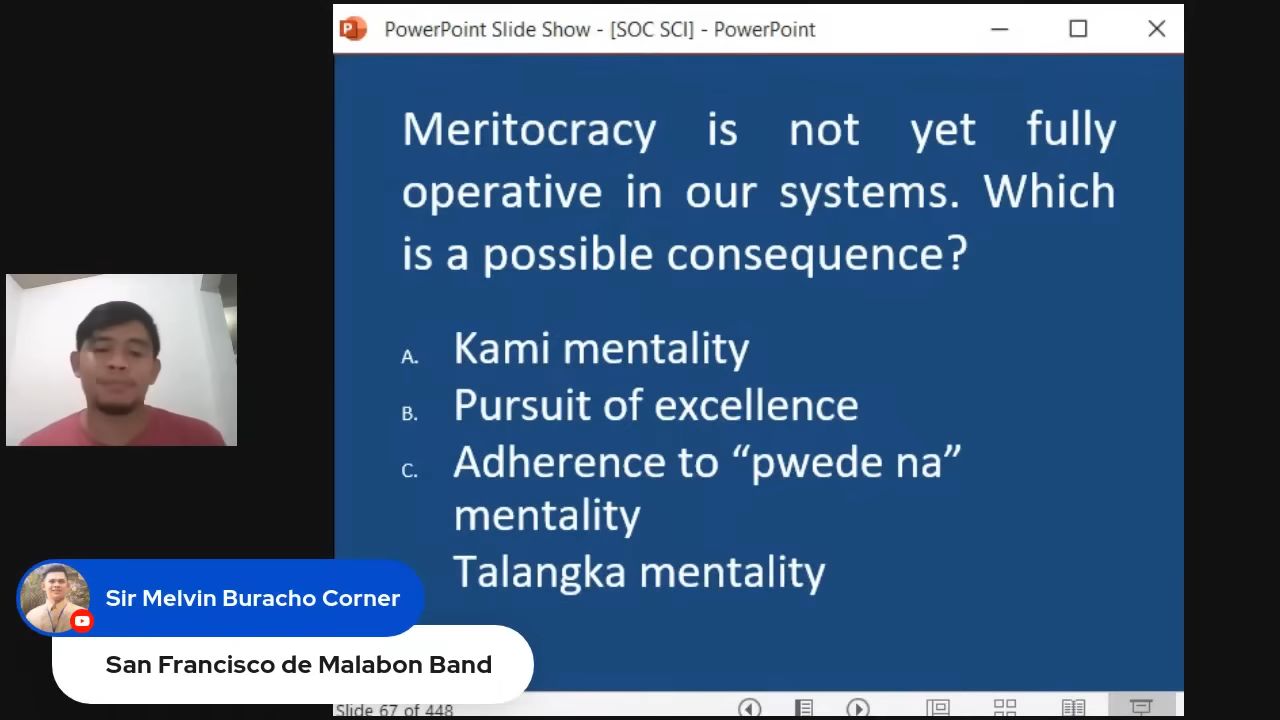 PowerPoint Slide Show - [SOC SCI] - PowerPoint
Meritocracy is not yet fully
operative in our systems. Which
is a possible consequence?
A. Kami mentality
B. Pursuit of excellence
C. Adherence to “pwede na”
mentality
Talangka mentality
Sir Melvin Buracho Corner
San Francisco de Malabon Band
Slide 67 of 448